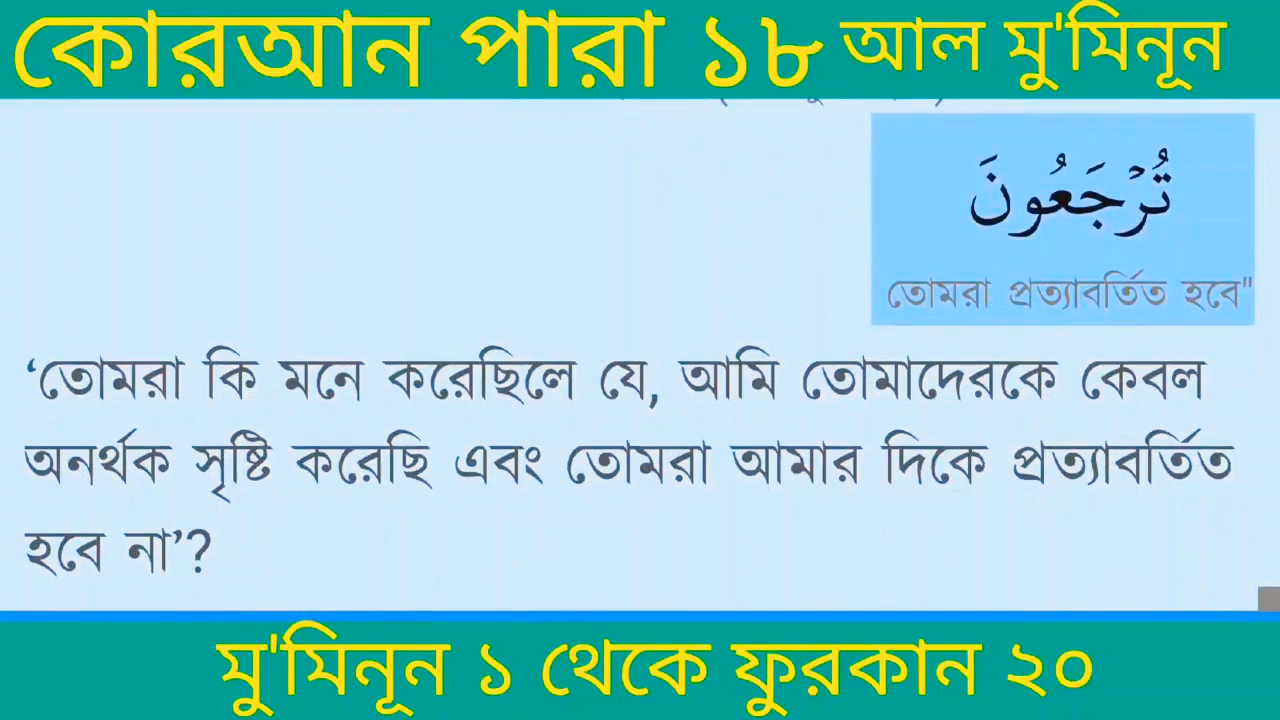 কোরআন পারা ১৮ আল মু'মিনূন
تُرْجَعُونَ
তোমরা প্রত্যাবর্তিত হবে"
‘তোমরা কি মনে করেছিলে যে, আমি তোমাদেরকে কেবল
অনর্থক সৃষ্টি করেছি এবং তোমরা আমার দিকে প্রত্যাবর্তিত
হবে না’?
মু'মিনূন ১ থেকে ফুরকান ২০